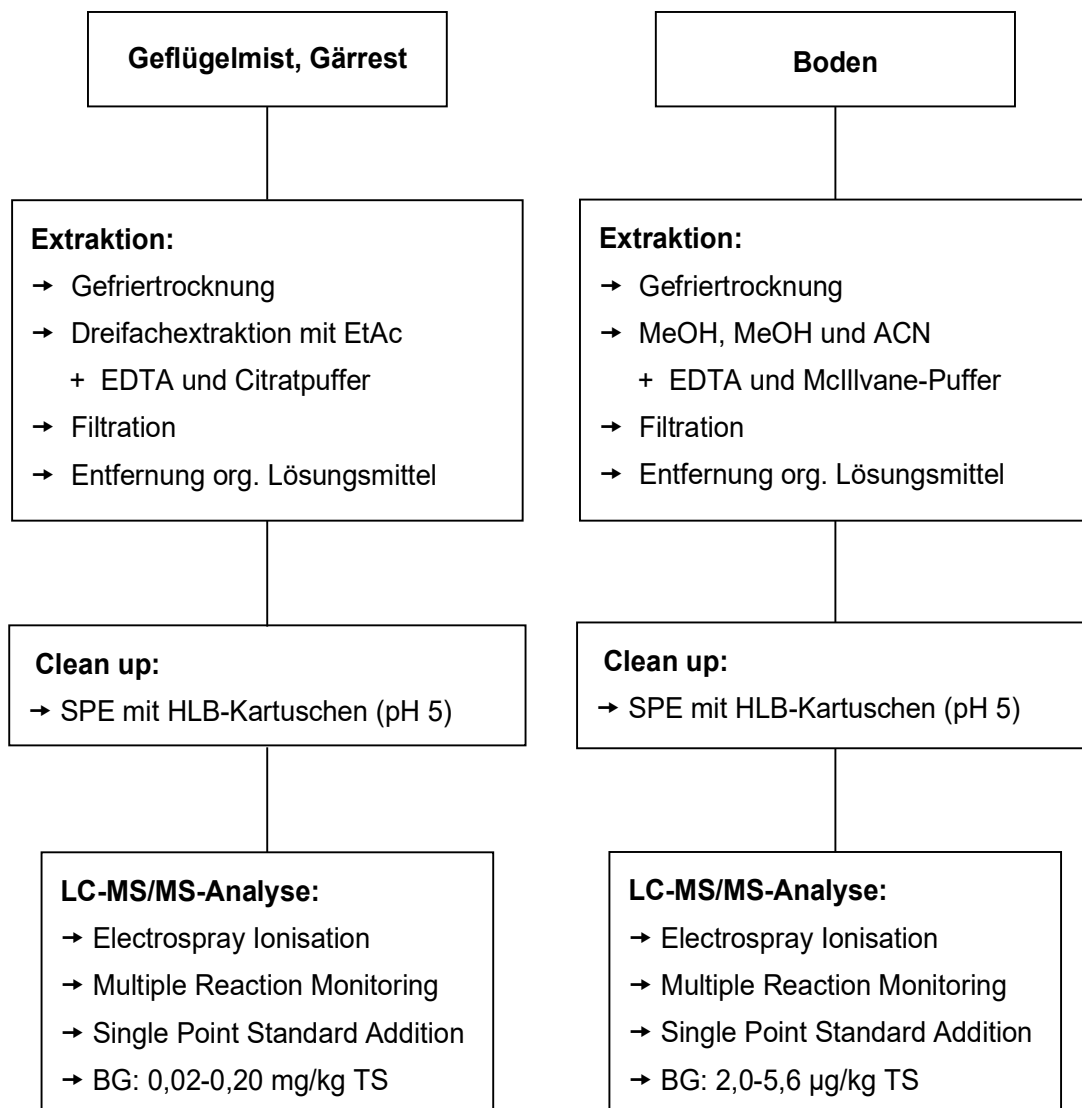 Geflügelmist, Gärrest
Extraktion:
→ Gefriertrocknung
→ Dreifachextraktion mit EtAc
+ EDTA und Citratpuffer
→ Filtration
→ Entfernung org. Lösungsmittel
Clean up:
→ SPE mit HLB-Kartuschen (pH 5)
LC-MS/MS-Analyse:
→ Electrospray Ionisation
→ Multiple Reaction Monitoring
→ Single Point Standard Addition
→ BG: 0,02-0,20 mg/kg TS
Boden
Extraktion:
→ Gefriertrocknung
→ MeOH, MeOH und ACN
+ EDTA und McIllvane-Puffer
→ Filtration
→ Entfernung org. Lösungsmittel
Clean up:
→ SPE mit HLB-Kartuschen (pH 5)
LC-MS/MS-Analyse:
→ Electrospray Ionisation
→ Multiple Reaction Monitoring
→ Single Point Standard Addition
→ BG: 2,0-5,6 µg/kg TS